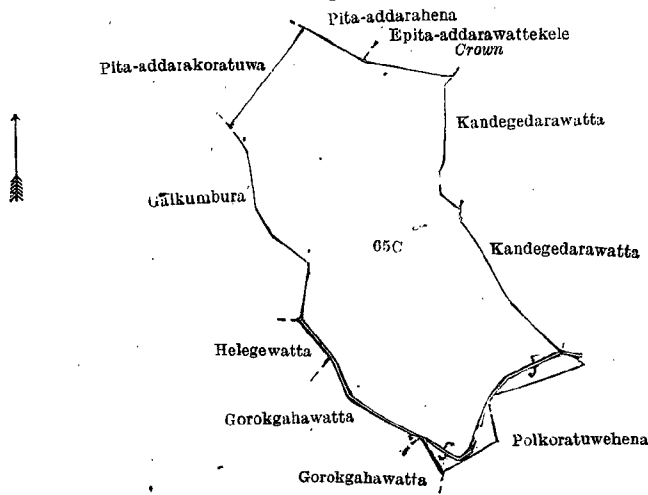 Pita-addarahena
Epita-addarawattekele
Crown
Pita-addarakoratuwa
Kandegedarawatta
Galkumbura
65C
Kandegedarawatta
Helegewatta
Gorokgahawatta
Polkoratuwehena
Gorokgahawatta